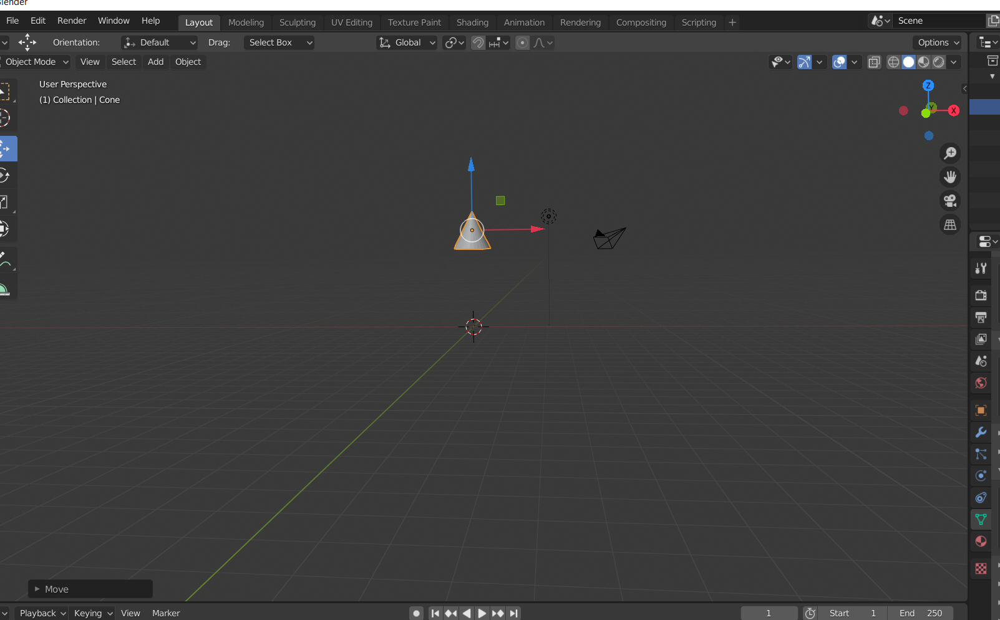 Blender
File Edit Render Window Help Layout Modeling Sculpting UV Editing Texture Paint Shading Animation Rendering Compositing Scripting + Scene
Orientation: Default Drag: Select Box Global Options
Object Mode View Select Add Object
User Perspective
(1) Collection | Cone
Z
Y
X
Move
Playback Keying View Marker 1 Start 1 End 250